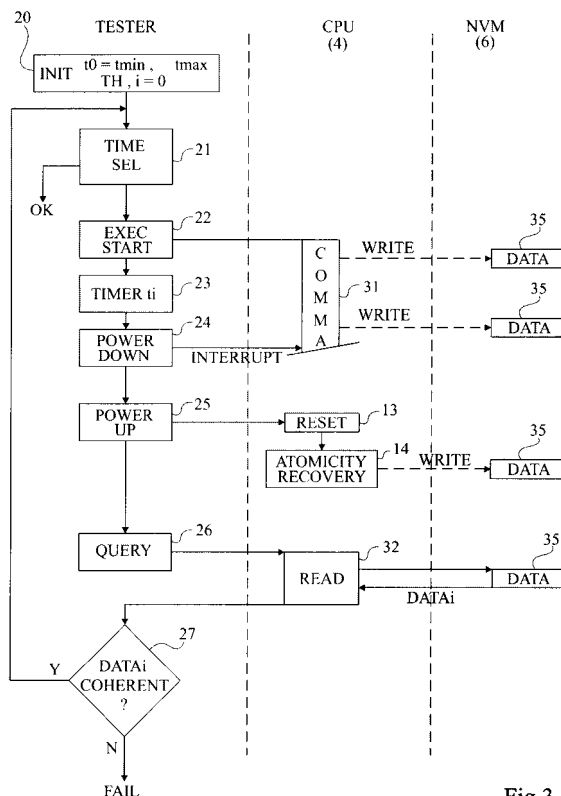 TESTER
CPU
(4)
NVM
(6)
20
INIT t0 = tmin , tmax
TH , i = 0
TIME
SEL
21
OK
EXEC
START
22
C
O
M
M
A
31
WRITE
35
DATA
TIMER ti
23
WRITE
35
DATA
POWER
DOWN
24
INTERRUPT
POWER
UP
25
RESET
13
ATOMICITY
RECOVERY
14
WRITE
35
DATA
QUERY
26
READ
32
35
DATA
DATAi
DATAi
COHERENT
?
27
Y
N
FAIL
Fig 3